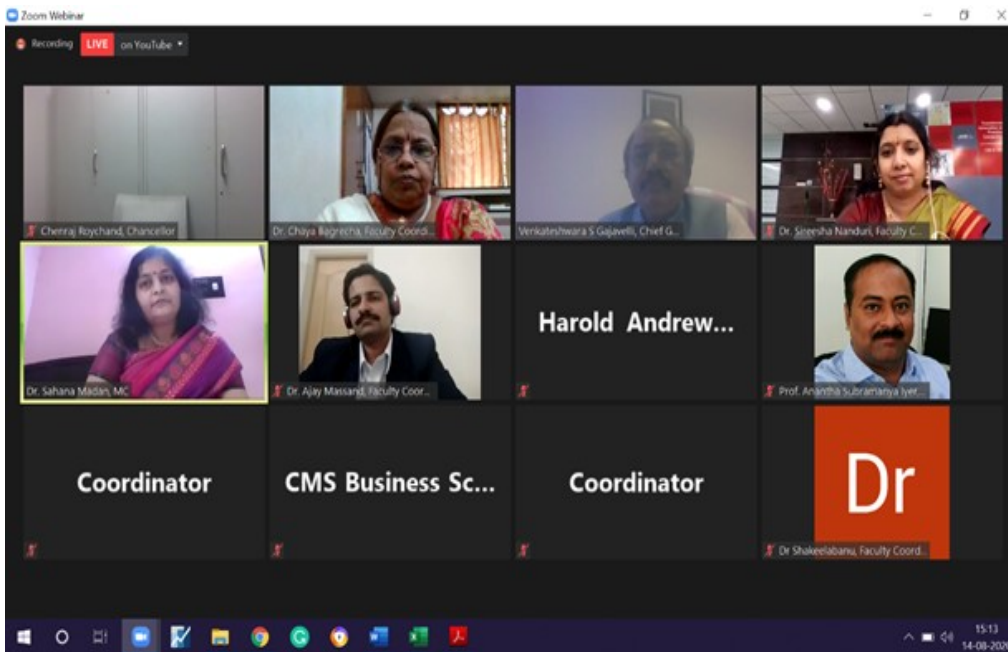 Zoom Webinar
Recording LIVE on YouTube
Chenraj Roychand, Chancellor
Dr. Chaya Bagrecha, Faculty Coordi...
Venkateshwara S Gajavelli, Chief G...
Dr. Sireesha Nanduri, Faculty C...
Dr. Sahana Madan, MC
Dr. Ajay Massand, Faculty Coor...
Harold Andrew...
Prof. Anantha Subramanya Iyer...
Coordinator
CMS Business Sc...
Coordinator
Dr
Dr Shakeelabanu, Faculty Coord...
15:13
14-08-202